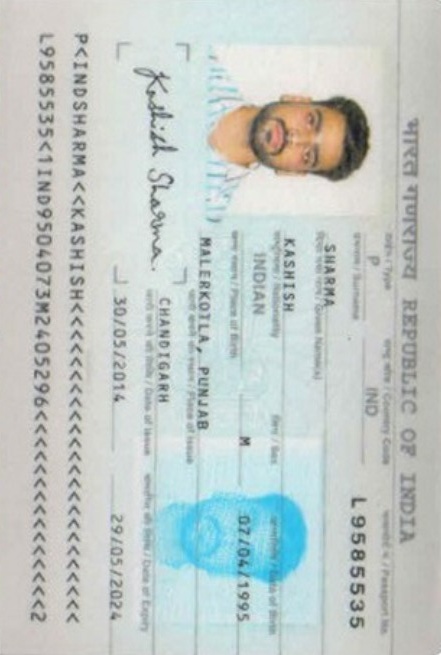 भारत गणराज्य REPUBLIC OF INDIA
टाइप / Type
राष्ट्र कोड / Country Code
पासपोर्ट नं. / Passport No.
P
IND
L9585535
उपनाम / Surname
SHARMA
दिया गया नाम / Given Name(s)
KASHISH
राष्ट्रीयता / Nationality
लिंग / Sex
जन्मतिथि / Date of Birth
INDIAN
M
07/04/1995
जन्म स्थान / Place of Birth
MALERKOTLA, PUNJAB
जारी करने का स्थान / Place of Issue
CHANDIGARH
जारी करने की तिथि / Date of Issue
समाप्ति की तिथि / Date of Expiry
30/05/2014
29/05/2024
Kashish Sharma.
P<INDSHARMA<<KASHISH<<<<<<<<<<<<<<<<<<<<<<<<
L9585535<1IND9504073M2405296<<<<<<<<<<<<<<<2